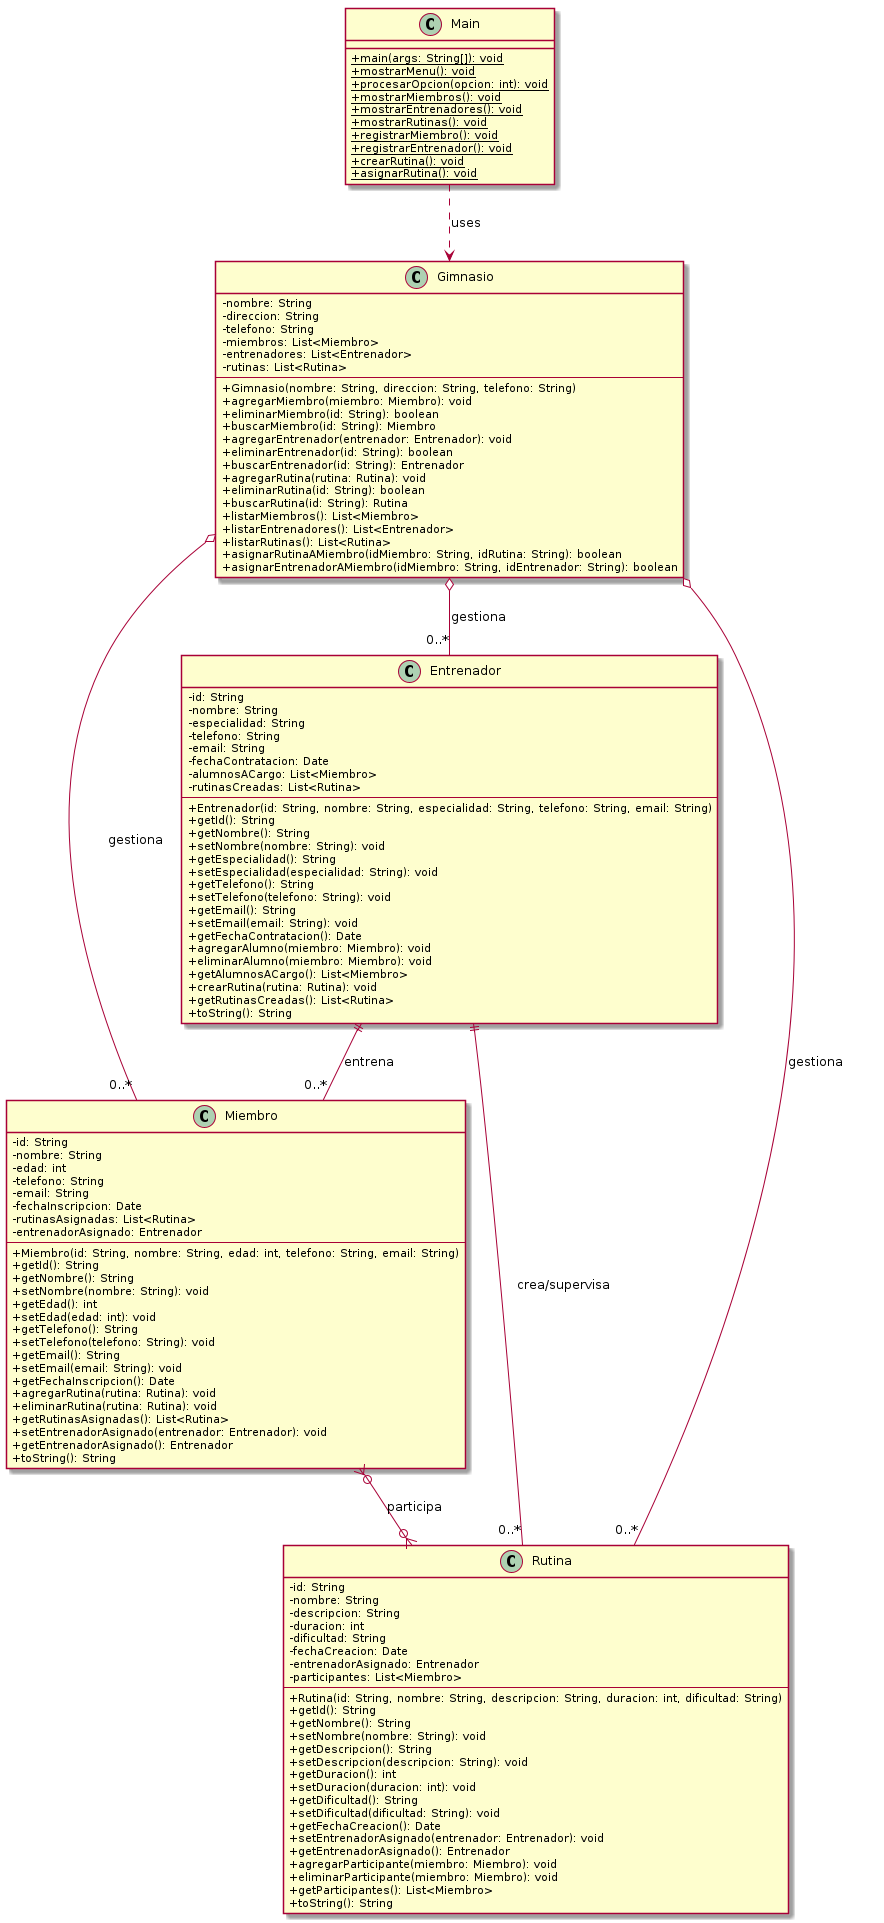 C Main
+main(args: String[]): void
+mostrarMenu(): void
+procesarOpcion(opcion: int): void
+mostrarMiembros(): void
+mostrarEntrenadores(): void
+mostrarRutinas(): void
+registrarMiembro(): void
+registrarEntrenador(): void
+crearRutina(): void
+asignarRutina(): void
uses
C Gimnasio
-nombre: String
-direccion: String
-telefono: String
-miembros: List<Miembro>
-entrenadores: List<Entrenador>
-rutinas: List<Rutina>
+Gimnasio(nombre: String, direccion: String, telefono: String)
+agregarMiembro(miembro: Miembro): void
+eliminarMiembro(id: String): boolean
+buscarMiembro(id: String): Miembro
+agregarEntrenador(entrenador: Entrenador): void
+eliminarEntrenador(id: String): boolean
+buscarEntrenador(id: String): Entrenador
+agregarRutina(rutina: Rutina): void
+eliminarRutina(id: String): boolean
+buscarRutina(id: String): Rutina
+listarMiembros(): List<Miembro>
+listarEntrenadores(): List<Entrenador>
+listarRutinas(): List<Rutina>
+asignarRutinaAMiembro(idMiembro: String, idRutina: String): boolean
+asignarEntrenadorAMiembro(idMiembro: String, idEntrenador: String): boolean
gestiona
0..*
C Entrenador
-id: String
-nombre: String
-especialidad: String
-telefono: String
-email: String
-fechaContratacion: Date
-alumnosACargo: List<Miembro>
-rutinasCreadas: List<Rutina>
+Entrenador(id: String, nombre: String, especialidad: String, telefono: String, email: String)
+getId(): String
+getNombre(): String
+setNombre(nombre: String): void
+getEspecialidad(): String
+setEspecialidad(especialidad: String): void
+getTelefono(): String
+setTelefono(telefono: String): void
+getEmail(): String
+setEmail(email: String): void
+getFechaContratacion(): Date
+agregarAlumno(miembro: Miembro): void
+eliminarAlumno(miembro: Miembro): void
+getAlumnosACargo(): List<Miembro>
+crearRutina(rutina: Rutina): void
+getRutinasCreadas(): List<Rutina>
+toString(): String
gestiona
entrena
gestiona
0..*
0..*
C Miembro
-id: String
-nombre: String
-edad: int
-telefono: String
-email: String
-fechaInscripcion: Date
-rutinasAsignadas: List<Rutina>
-entrenadorAsignado: Entrenador
+Miembro(id: String, nombre: String, edad: int, telefono: String, email: String)
+getId(): String
+getNombre(): String
+setNombre(nombre: String): void
+getEdad(): int
+setEdad(edad: int): void
+getTelefono(): String
+setTelefono(telefono: String): void
+getEmail(): String
+setEmail(email: String): void
+getFechaInscripcion(): Date
+agregarRutina(rutina: Rutina): void
+eliminarRutina(rutina: Rutina): void
+getRutinasAsignadas(): List<Rutina>
+setEntrenadorAsignado(entrenador: Entrenador): void
+getEntrenadorAsignado(): Entrenador
+toString(): String
crea/supervisa
participa
0..*
0..*
C Rutina
-id: String
-nombre: String
-descripcion: String
-duracion: int
-dificultad: String
-fechaCreacion: Date
-entrenadorAsignado: Entrenador
-participantes: List<Miembro>
+Rutina(id: String, nombre: String, descripcion: String, duracion: int, dificultad: String)
+getId(): String
+getNombre(): String
+setNombre(nombre: String): void
+getDescripcion(): String
+setDescripcion(descripcion: String): void
+getDuracion(): int
+setDuracion(duracion: int): void
+getDificultad(): String
+setDificultad(dificultad: String): void
+getFechaCreacion(): Date
+setEntrenadorAsignado(entrenador: Entrenador): void
+getEntrenadorAsignado(): Entrenador
+agregarParticipante(miembro: Miembro): void
+eliminarParticipante(miembro: Miembro): void
+getParticipantes(): List<Miembro>
+toString(): String